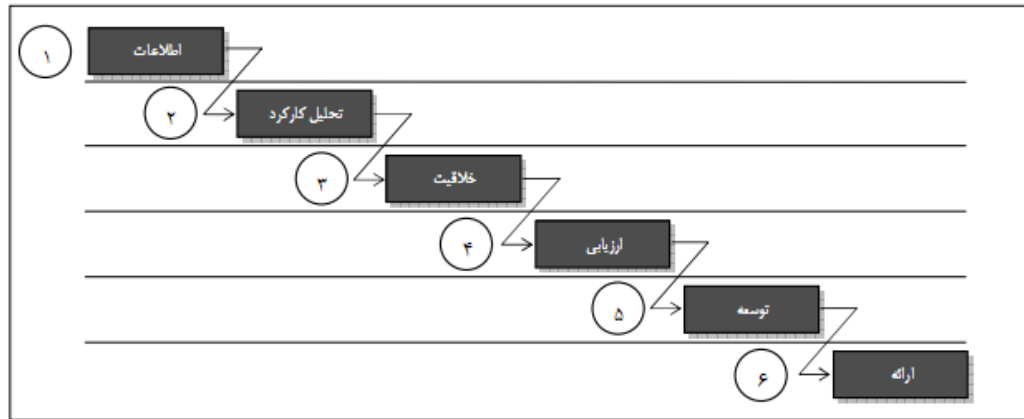 ۱ اطلاعات
۲ تحلیل کارکرد
۳ خلاقیت
۴ ارزیابی
۵ توسعه
۶ ارائه